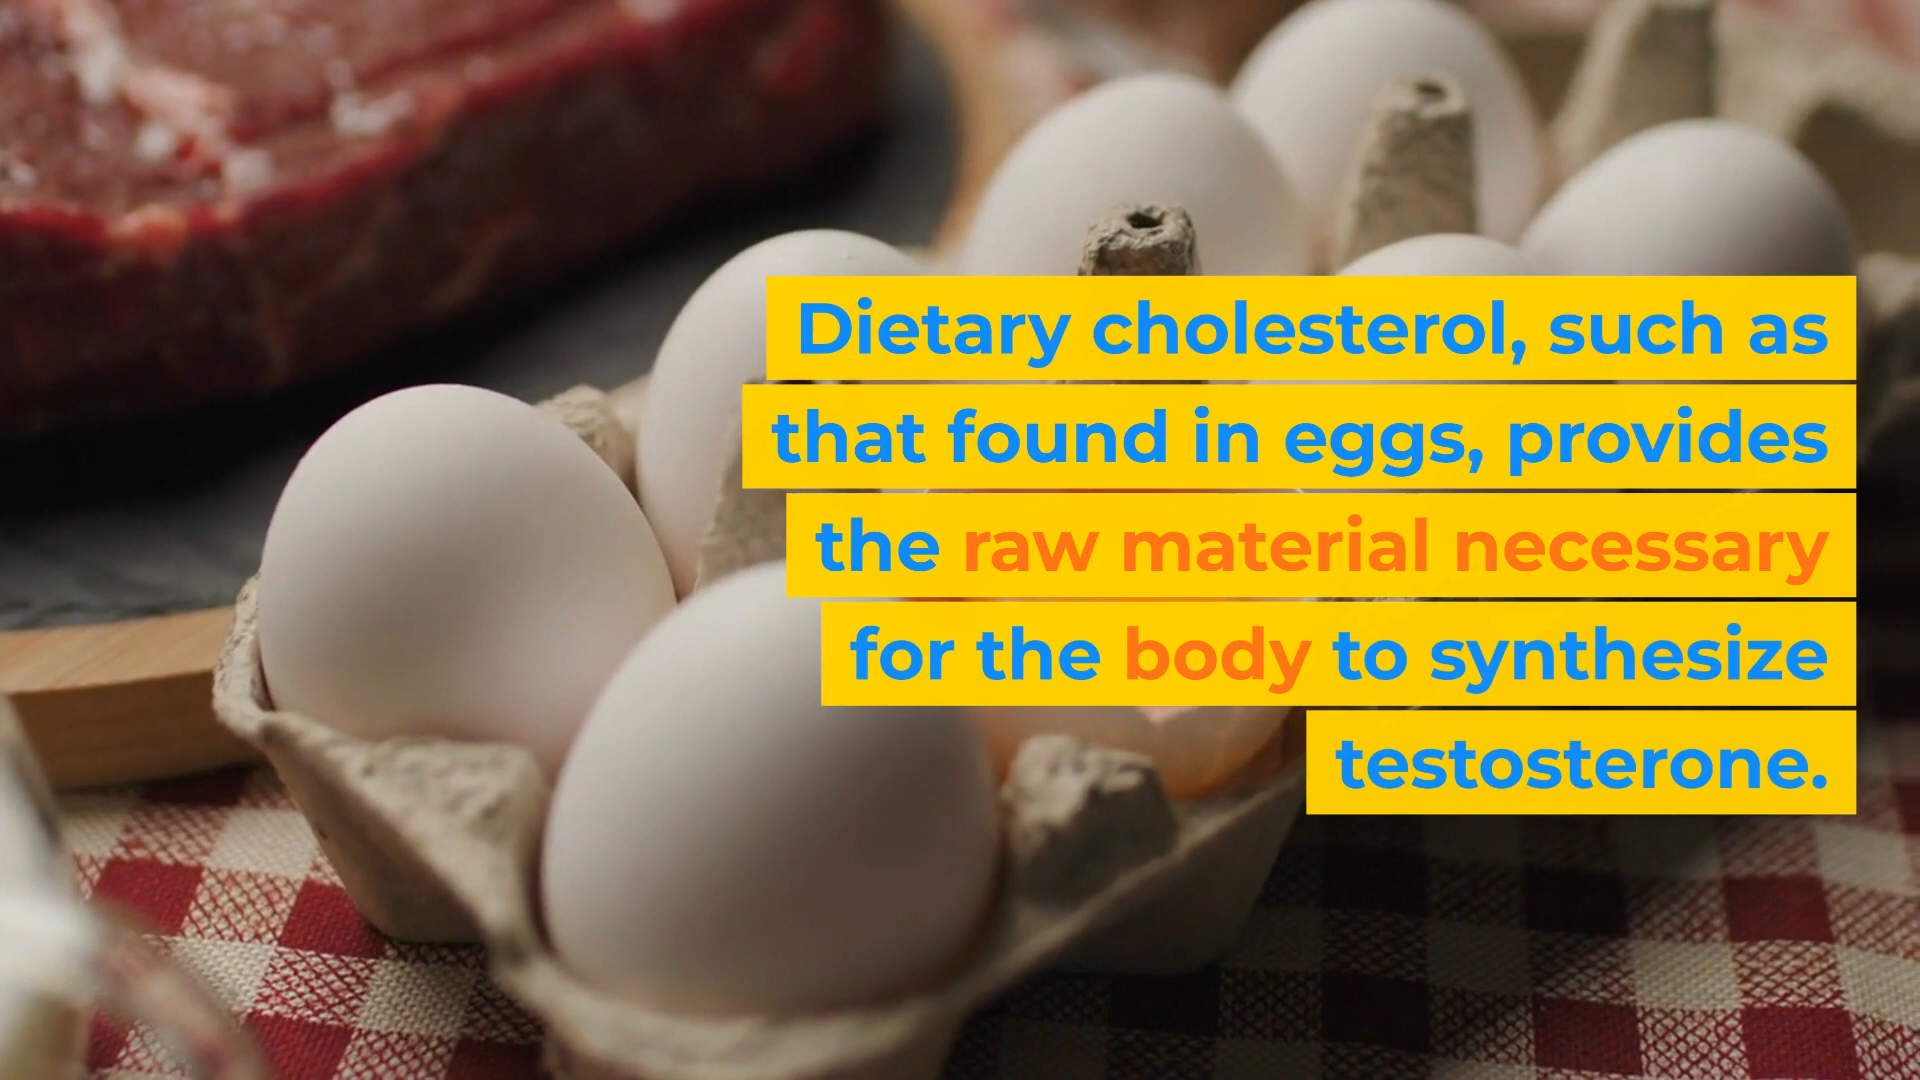 Dietary cholesterol, such as
that found in eggs, provides
the raw material necessary
for the body to synthesize
testosterone.